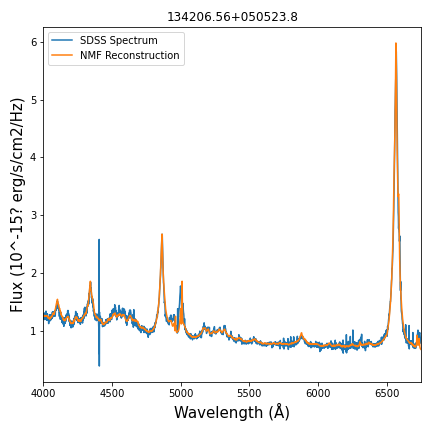 134206.56+050523.8
SDSS Spectrum
NMF Reconstruction
Flux (10^-15? erg/s/cm2/Hz)
6
5
4
3
2
1
4000 4500 5000 5500 6000 6500
Wavelength (Å)